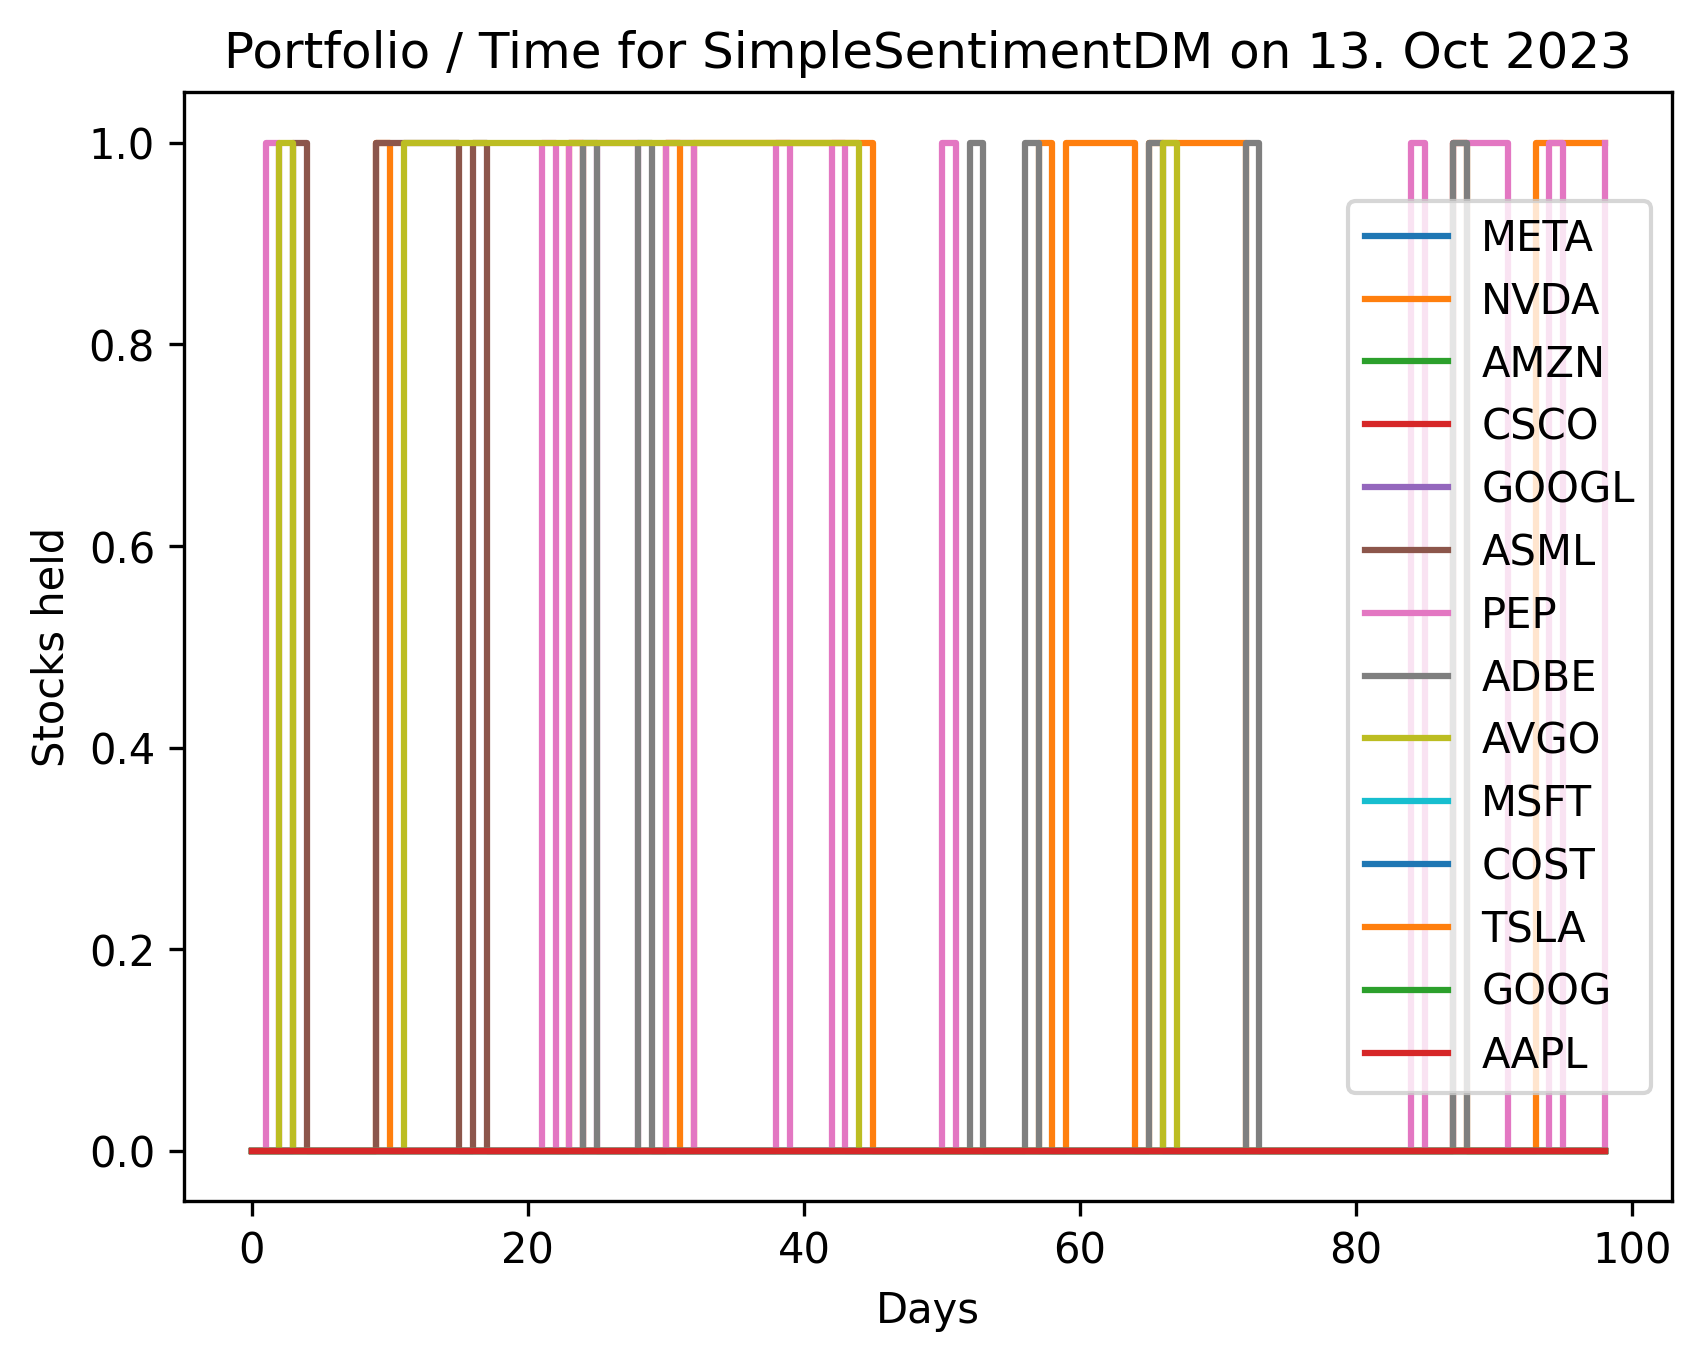 Portfolio / Time for SimpleSentimentDM on 13. Oct 2023
1.0
0.8
0.6
0.4
0.2
0.0
Stocks held
META
NVDA
AMZN
CSCO
GOOGL
ASML
PEP
ADBE
AVGO
MSFT
COST
TSLA
GOOG
AAPL
0 20 40 60 80 100
Days